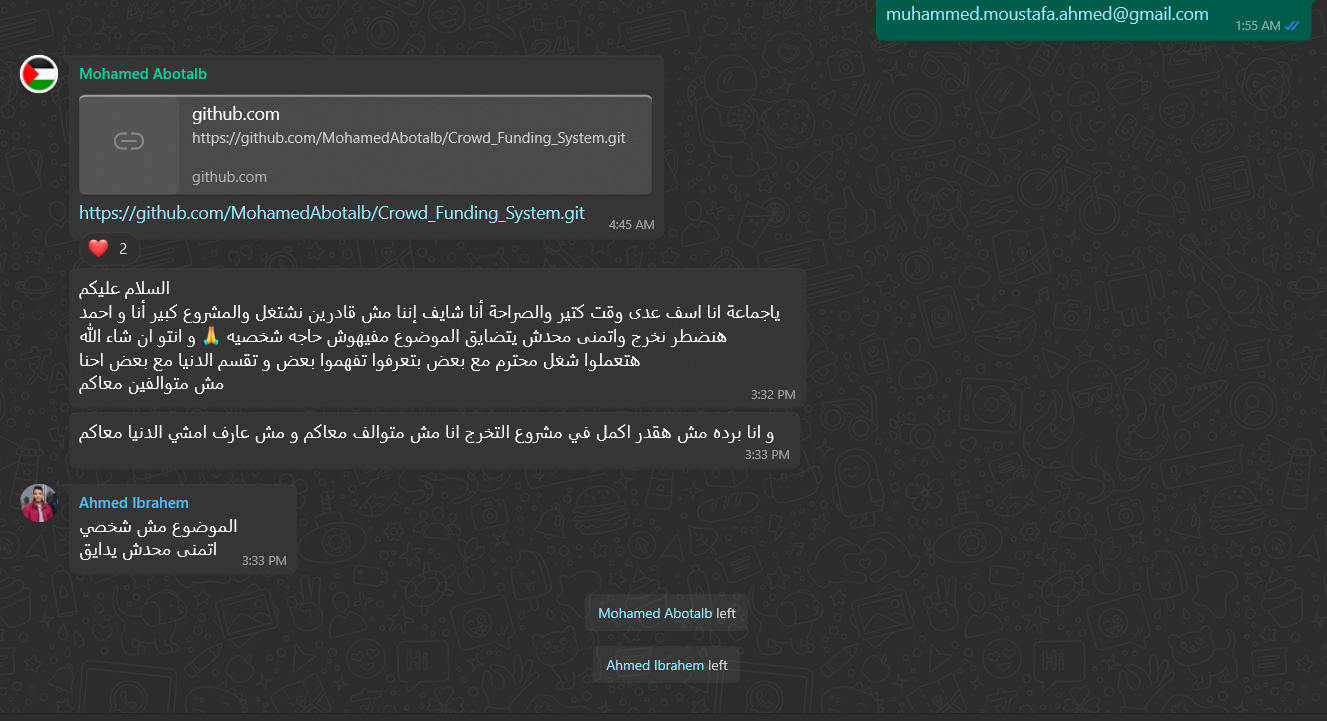 muhammed.moustafa.ahmed@gmail.com
1:55 AM
Mohamed Abotalb
github.com
https://github.com/MohamedAbotalb/Crowd_Funding_System.git
github.com
https://github.com/MohamedAbotalb/Crowd_Funding_System.git
4:45 AM
❤️ 2
السلام عليكم
ياجماعة انا اسف عدى وقت كتير والصراحة أنا شايف إننا مش قادرين نشتغل والمشروع كبير أنا و احمد
هنضطر نخرج واتمنى محدش يتضايق الموضوع مفيهوش حاجه شخصيه 🙏 و انتو ان شاء الله
هتعملوا شغل محترم مع بعض بتعرفوا تفهموا بعض و تقسم الدنيا مع بعض احنا
مش متوالفين معاكم
3:32 PM
و انا برده مش هقدر اكمل في مشروع التخرج انا مش متوالف معاكم و مش عارف امشي الدنيا معاكم
3:33 PM
Ahmed Ibrahem
الموضوع مش شخصي
اتمنى محدش يدايق
3:33 PM
Mohamed Abotalb left
Ahmed Ibrahem left